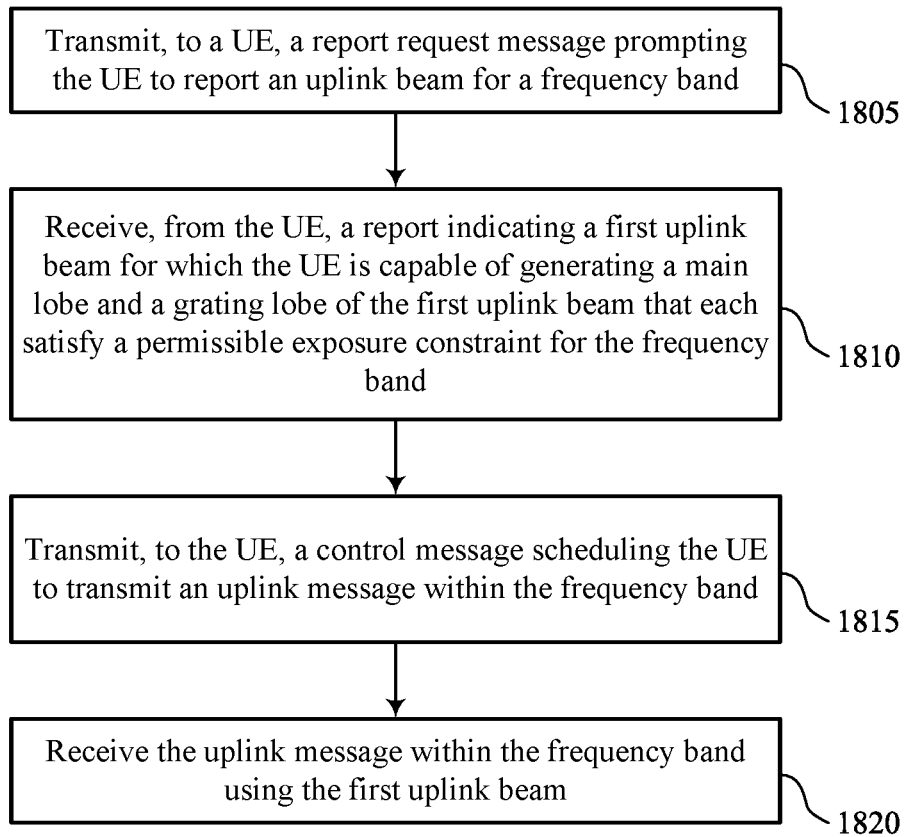 Transmit, to a UE, a report request message prompting
the UE to report an uplink beam for a frequency band
1805
Receive, from the UE, a report indicating a first uplink
beam for which the UE is capable of generating a main
lobe and a grating lobe of the first uplink beam that each
satisfy a permissible exposure constraint for the frequency
band
1810
Transmit, to the UE, a control message scheduling the UE
to transmit an uplink message within the frequency band
1815
Receive the uplink message within the frequency band
using the first uplink beam
1820